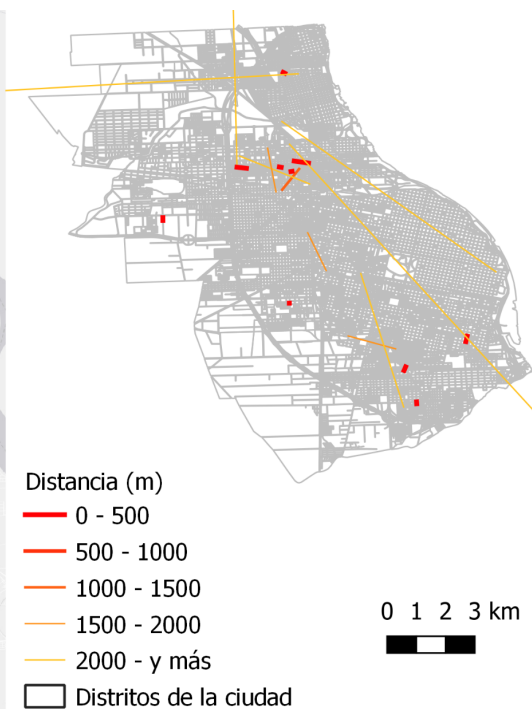 Distancia (m)
0 - 500
500 - 1000
1000 - 1500
1500 - 2000
2000 - y más
Distritos de la ciudad
0 1 2 3 km